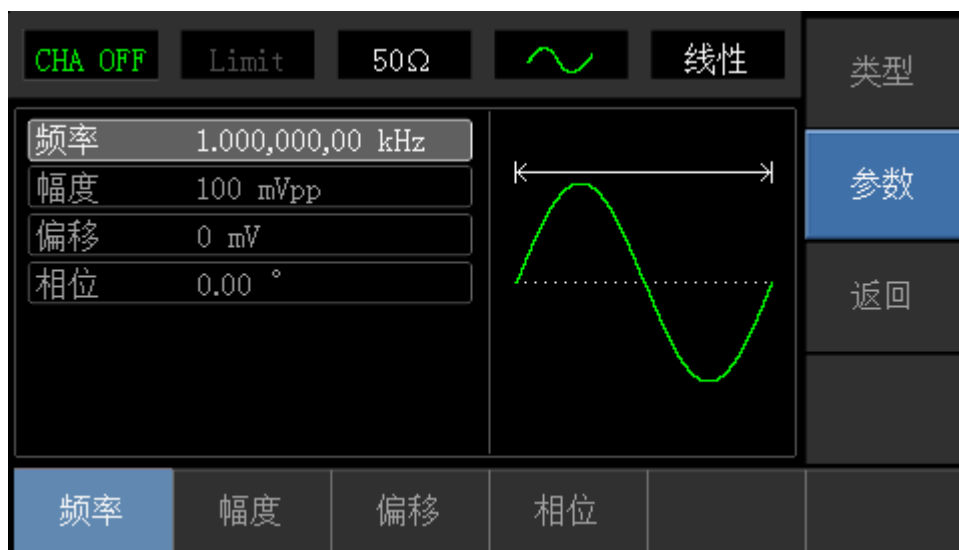 CHA OFF Limit 50Ω 线性 类型
频率 1.000,000,00 kHz
幅度 100 mVpp 参数
偏移 0 mV
相位 0.00 °
返回
频率 幅度 偏移 相位